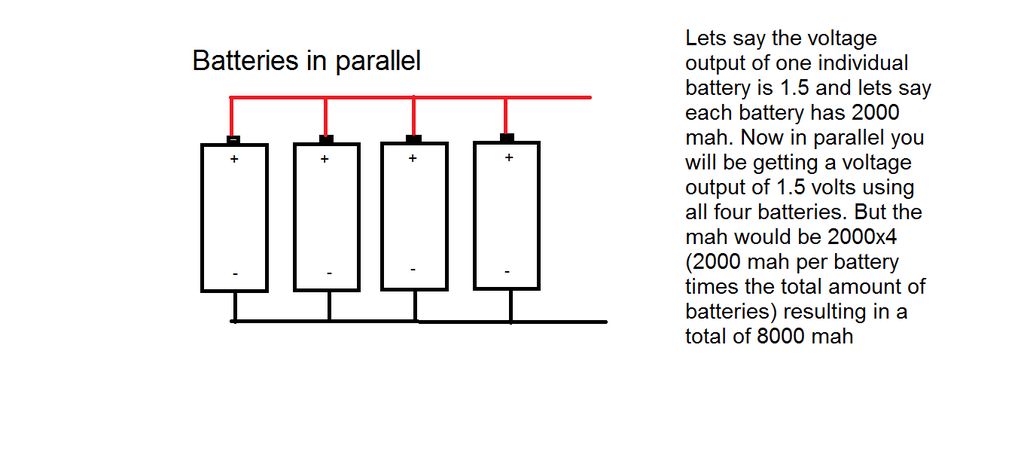 Batteries in parallel
+ + + +
- - - -
Lets say the voltage
output of one individual
battery is 1.5 and lets say
each battery has 2000
mah. Now in parallel you
will be getting a voltage
output of 1.5 volts using
all four batteries. But the
mah would be 2000x4
(2000 mah per battery
times the total amount of
batteries) resulting in a
total of 8000 mah